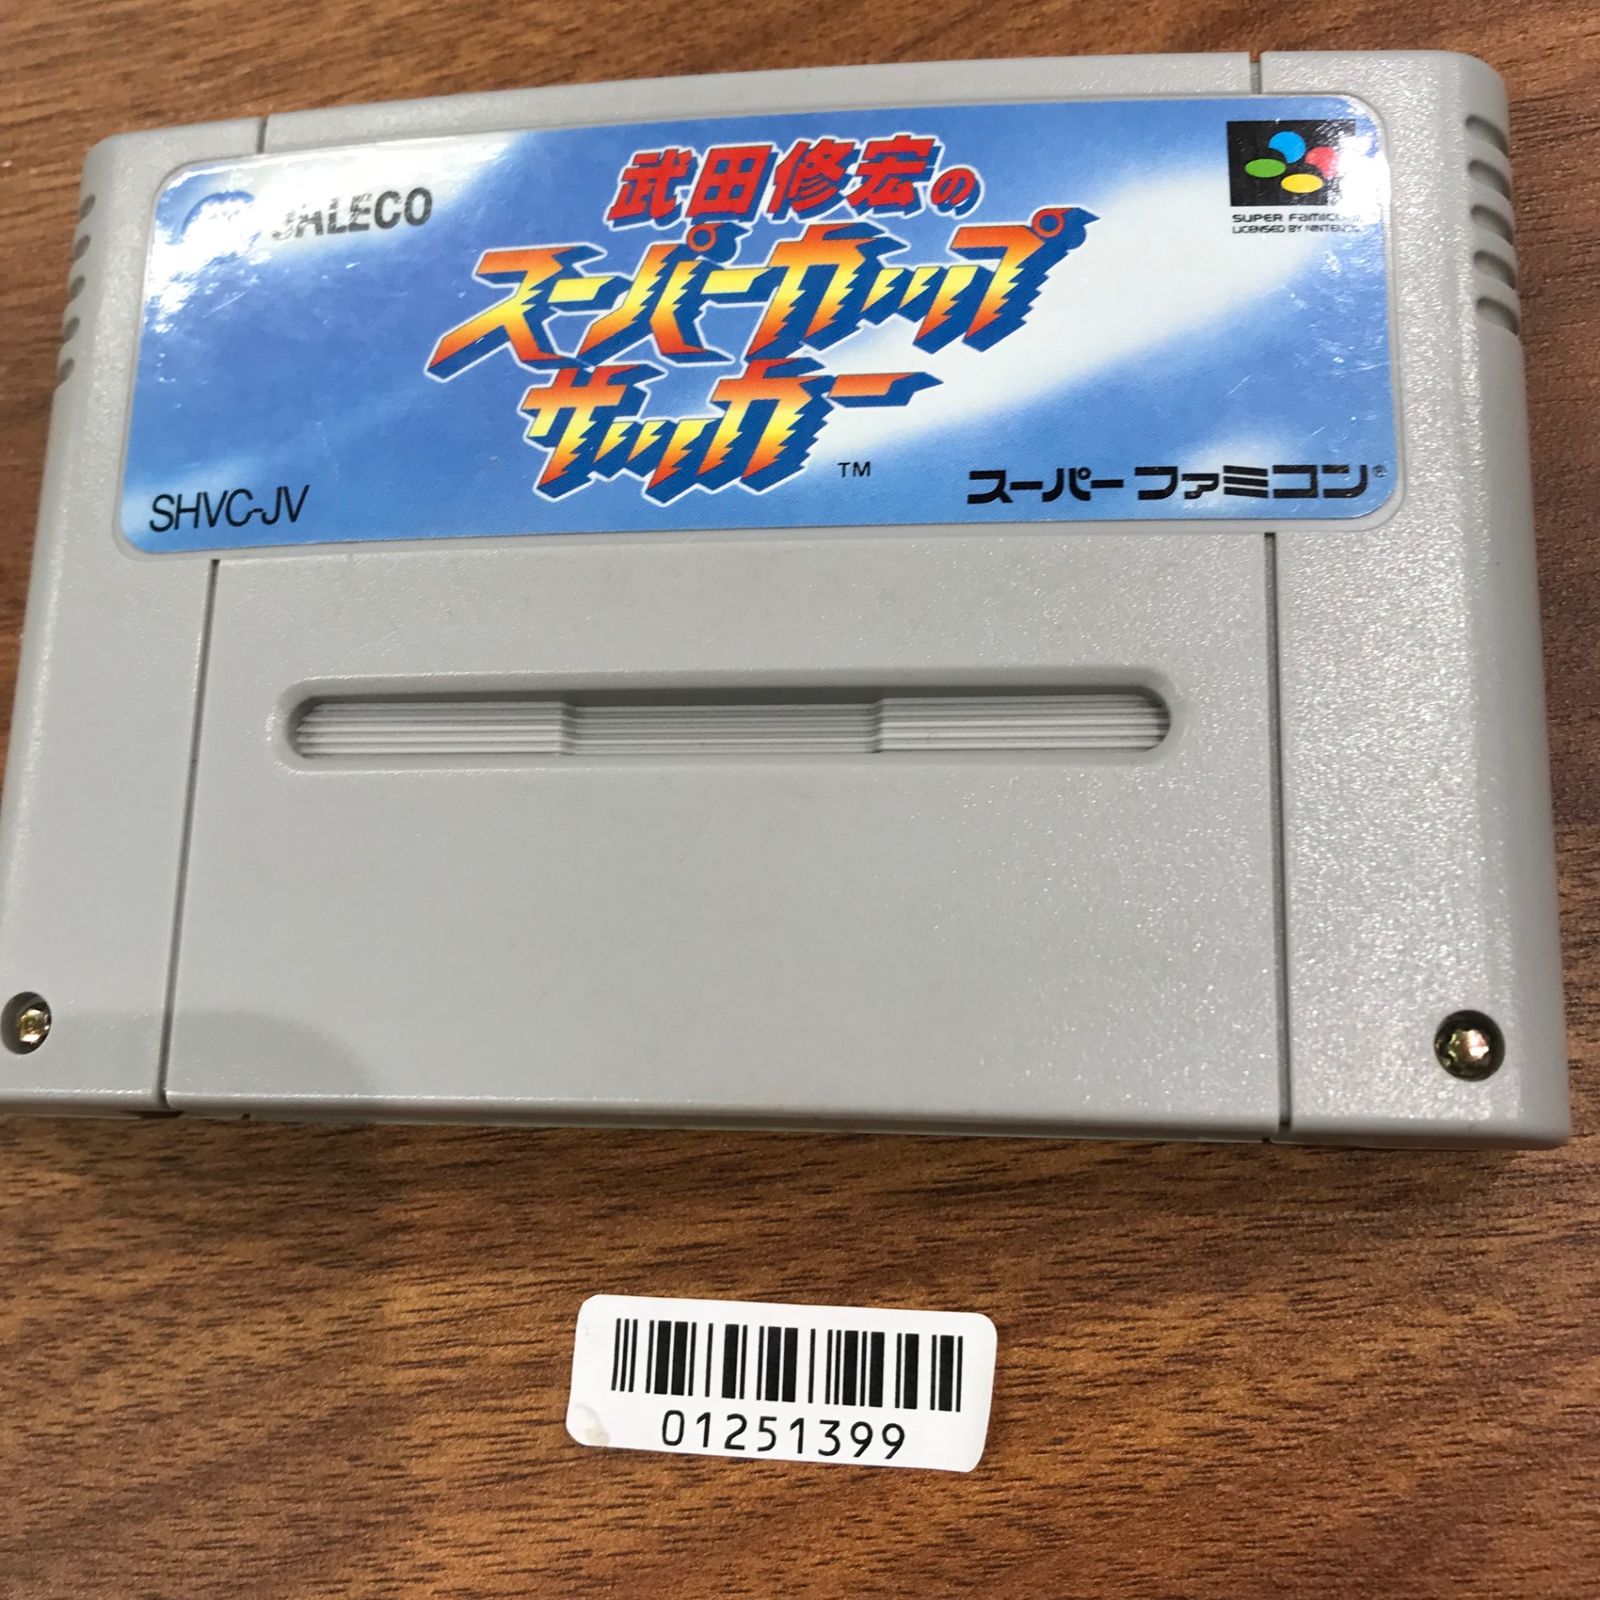 JALECO
武田修宏の
スーパーカップ
サッカー
TM
SUPER FAMICOM
LICENSED BY NINTENDO
SHVC-JV
スーパーファミコン®
01251399